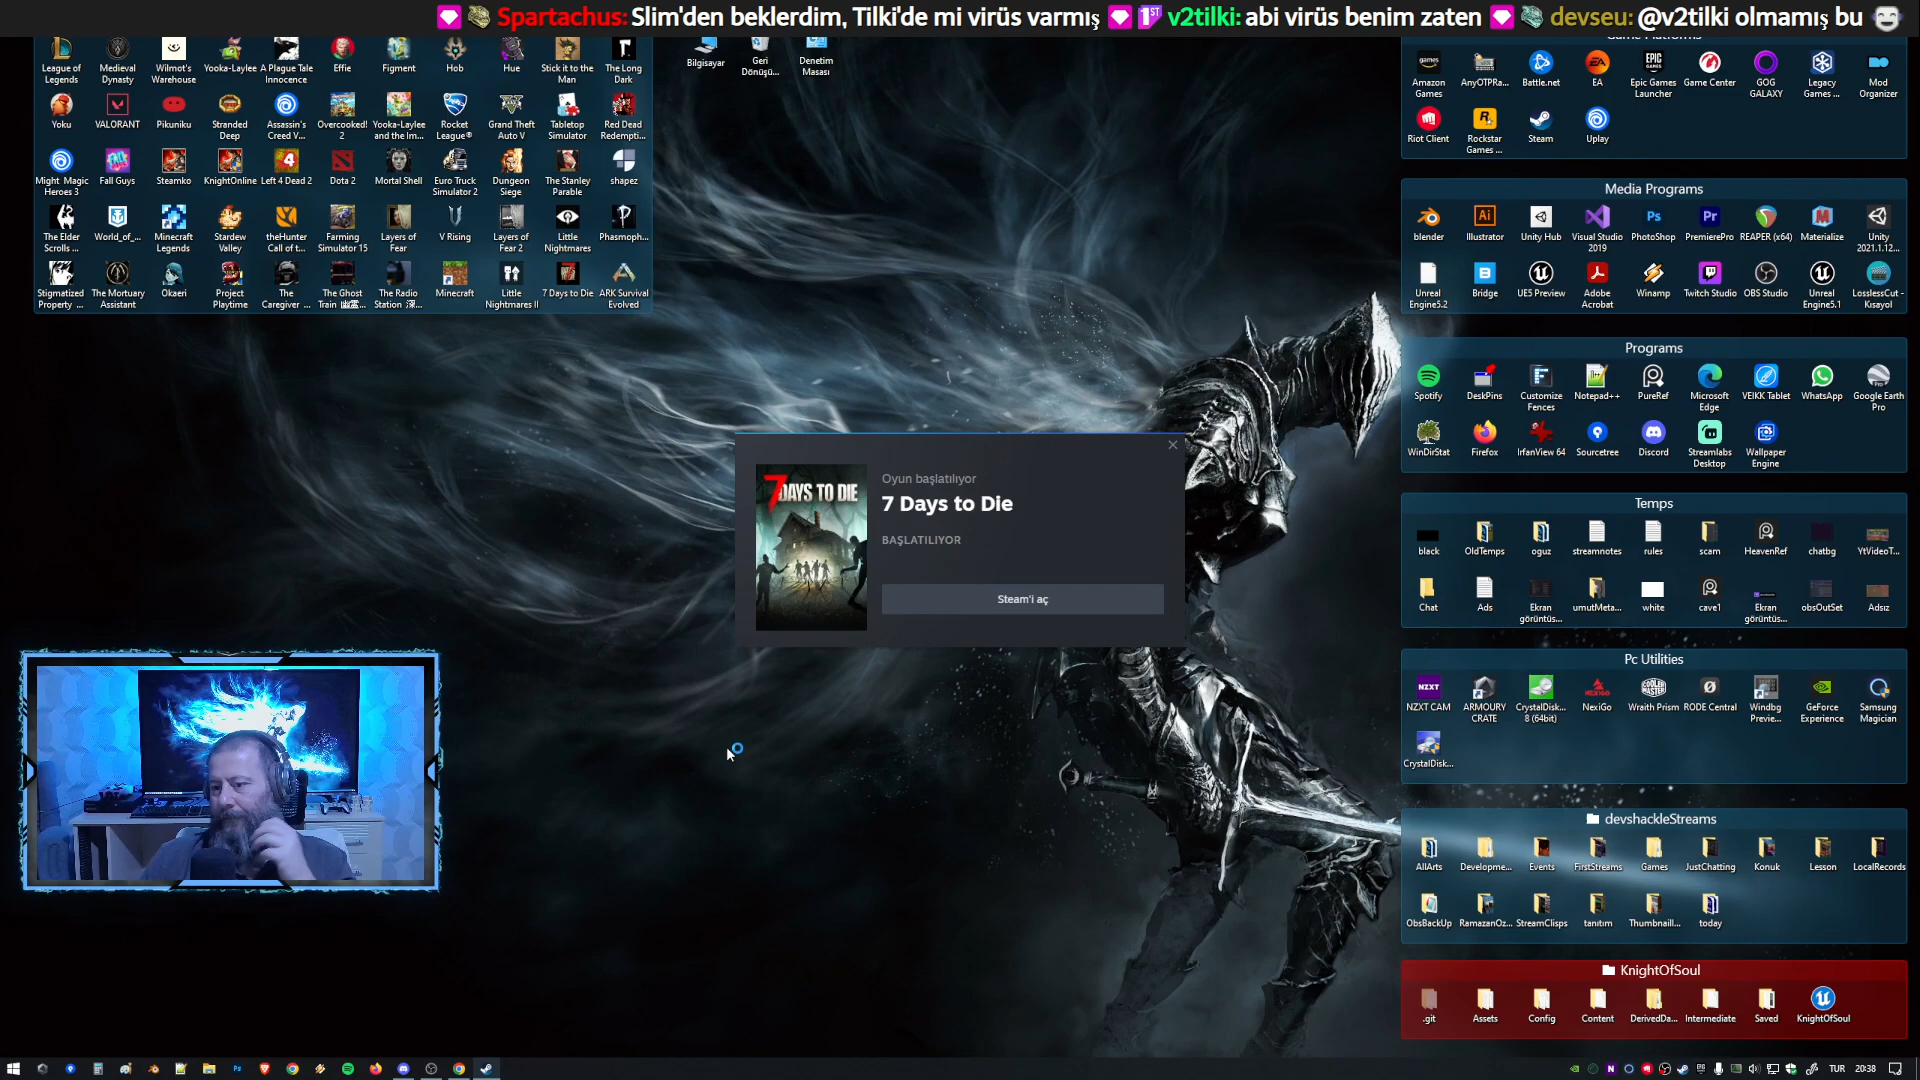 Spartachus: Slim'den beklerdim, Tilki'de mi virüs varmış 1ST v2tilki: abi virüs benim zaten devseu: @v2tilki olmamış bu
League of Legends
Medieval Dynasty
Wilmot's Warehouse
Yooka-Laylee
A Plague Tale Innocence
Effie
Figment
Hob
Hue
Stick it to the Man
The Long Dark
Yoku
VALORANT
Pikuniku
Stranded Deep
Assassin's Creed V...
Overcooked! 2
Yooka-Laylee and the Im...
Rocket League®
Grand Theft Auto V
Tabletop Simulator
Red Dead Redempti...
Might Magic Heroes 3
Fall Guys
Steamko
KnightOnline
Left 4 Dead 2
Dota 2
Mortal Shell
Euro Truck Simulator 2
Dungeon Siege
The Stanley Parable
shapez
The Elder Scrolls ...
World_of_...
Minecraft Legends
Stardew Valley
theHunter Call of t...
Farming Simulator 15
Layers of Fear
V Rising
Layers of Fear 2
Little Nightmares
Phasmoph...
Stigmatized Property ...
The Mortuary Assistant
Okaeri
Project Playtime
The Caregiver ...
The Ghost Train
The Radio Station
Minecraft
Little Nightmares II
7 Days to Die
ARK Survival Evolved
Bilgisayar
Geri Dönüşü...
Denetim Masası
Game Platforms
Amazon Games
AnyOTPRa...
Battle.net
EA
Epic Games Launcher
Game Center
GOG GALAXY
Legacy Games ...
Mod Organizer
Riot Client
Rockstar Games ...
Steam
Uplay
Media Programs
blender
Illustrator
Unity Hub
Visual Studio 2019
PhotoShop
PremierePro
REAPER (x64)
Materialize
Unity 2021.1.12...
Unreal Engine5.2
Bridge
UE5 Preview
Adobe Acrobat
Winamp
Twitch Studio
OBS Studio
Unreal Engine5.1
LosslessCut - Kısayol
Programs
Spotify
DeskPins
Customize Fences
Notepad++
PureRef
Microsoft Edge
VEIKK Tablet
WhatsApp
Google Earth Pro
WinDirStat
Firefox
IrfanView 64
Sourcetree
Discord
Streamlabs Desktop
Wallpaper Engine
Temps
black
OldTemps
oguz
streamnotes
rules
scam
HeavenRef
chatbg
YtVideoT...
Chat
Ads
Ekran görüntüs...
umutMeta...
white
cave1
Ekran görüntüs...
obsOutSet
Adsız
Pc Utilities
NZXT CAM
ARMOURY CRATE
CrystalDisk... 8 (64bit)
NexiGo
Wraith Prism
RODE Central
Windbg Previe...
GeForce Experience
Samsung Magician
CrystalDisk...
devshackleStreams
AllArts
Developme...
Events
FirstStreams
Games
JustChatting
Konuk
Lesson
LocalRecords
ObsBackUp
RamazanOz...
StreamClisps
tanıtım
Thumbnaill...
today
KnightOfSoul
.git
Assets
Config
Content
DerivedDa...
Intermediate
Saved
KnightOfSoul
7 DAYS TO DIE
Oyun başlatılıyor
7 Days to Die
BAŞLATILIYOR
Steam'i aç
TUR 20:38